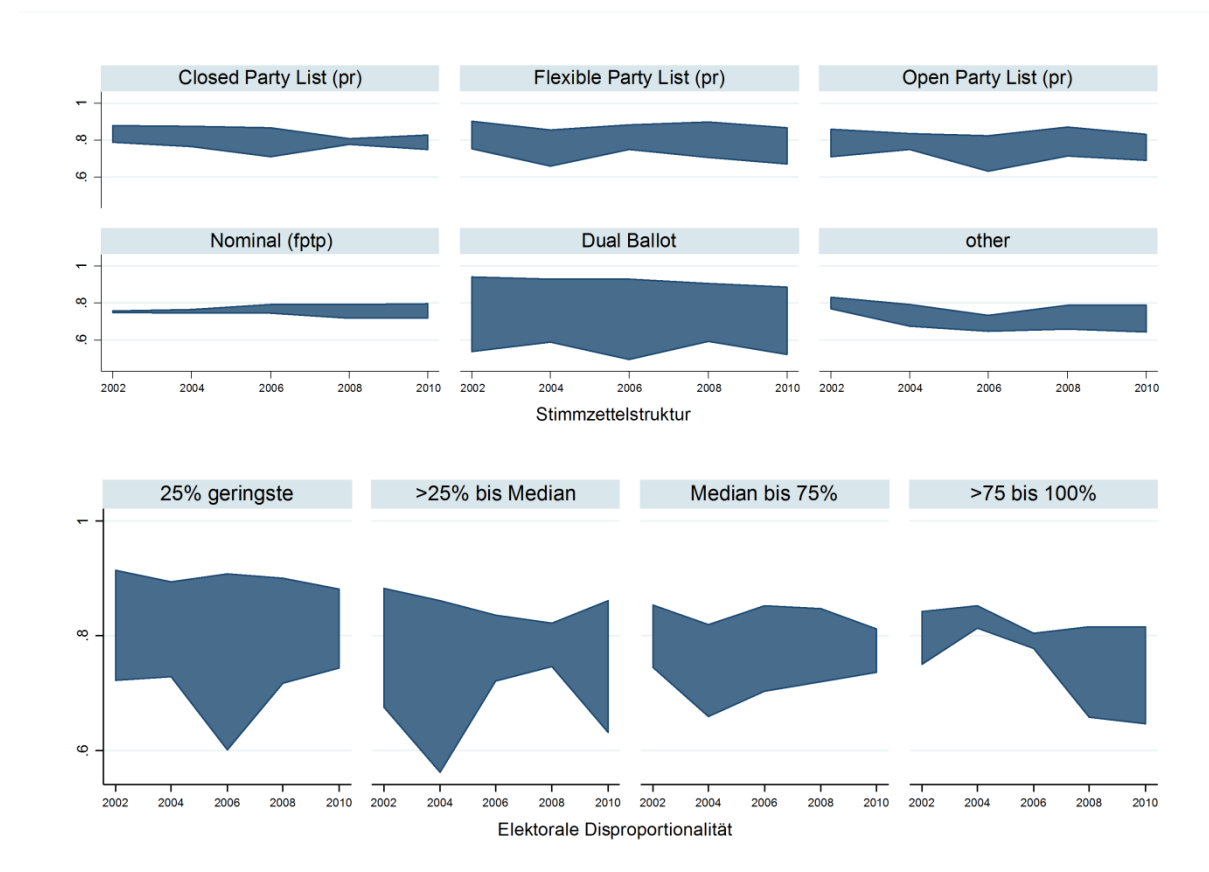 Closed Party List (pr) Flexible Party List (pr) Open Party List (pr)
1
.8
.6
Nominal (fptp) Dual Ballot other
1
.8
.6
2002 2004 2006 2008 2010 2002 2004 2006 2008 2010 2002 2004 2006 2008 2010
Stimmzettelstruktur
25% geringste >25% bis Median Median bis 75% >75 bis 100%
1
.8
.6
2002 2004 2006 2008 2010 2002 2004 2006 2008 2010 2002 2004 2006 2008 2010 2002 2004 2006 2008 2010
Elektorale Disproportionalität